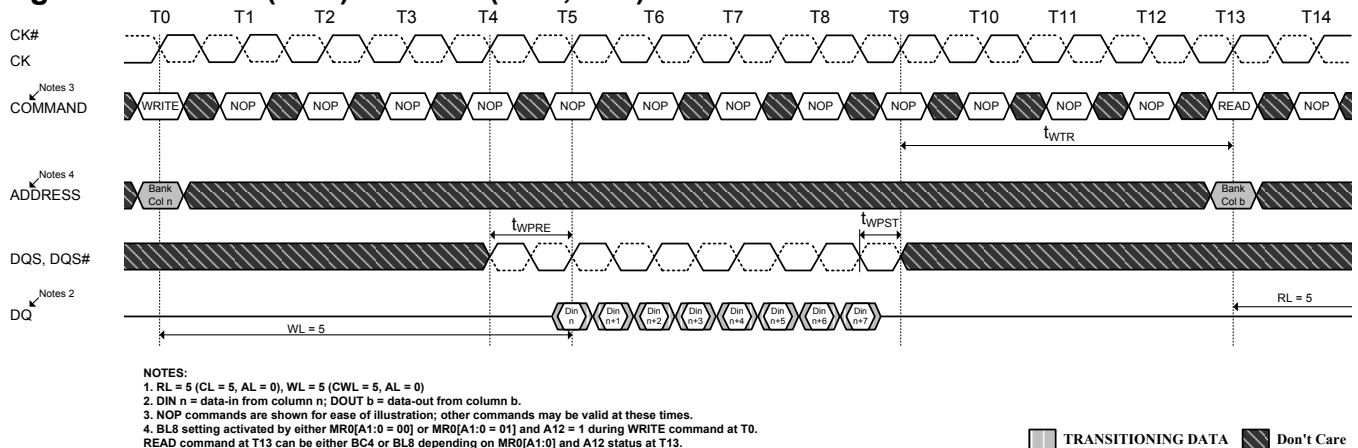 T0 T1 T2 T3 T4 T5 T6 T7 T8 T9 T10 T11 T12 T13 T14
CK#
CK
Notes 3
COMMAND
WRITE NOP NOP NOP NOP NOP NOP NOP NOP NOP NOP NOP NOP READ NOP
tWTR
Notes 4
ADDRESS
Bank Col n
Bank Col b
tWPRE
tWPST
DQS, DQS#
Notes 2
DQ
Din n
Din n+1
Din n+2
Din n+3
Din n+4
Din n+5
Din n+6
Din n+7
RL = 5
WL = 5
NOTES:
1. RL = 5 (CL = 5, AL = 0), WL = 5 (CWL = 5, AL = 0)
2. DIN n = data-in from column n; DOUT b = data-out from column b.
3. NOP commands are shown for ease of illustration; other commands may be valid at these times.
4. BL8 setting activated by either MR0[A1:0 = 00] or MR0[A1:0 = 01] and A12 = 1 during WRITE command at T0.
READ command at T13 can be either BC4 or BL8 depending on MR0[A1:0] and A12 status at T13.
TRANSITIONING DATA
Don't Care